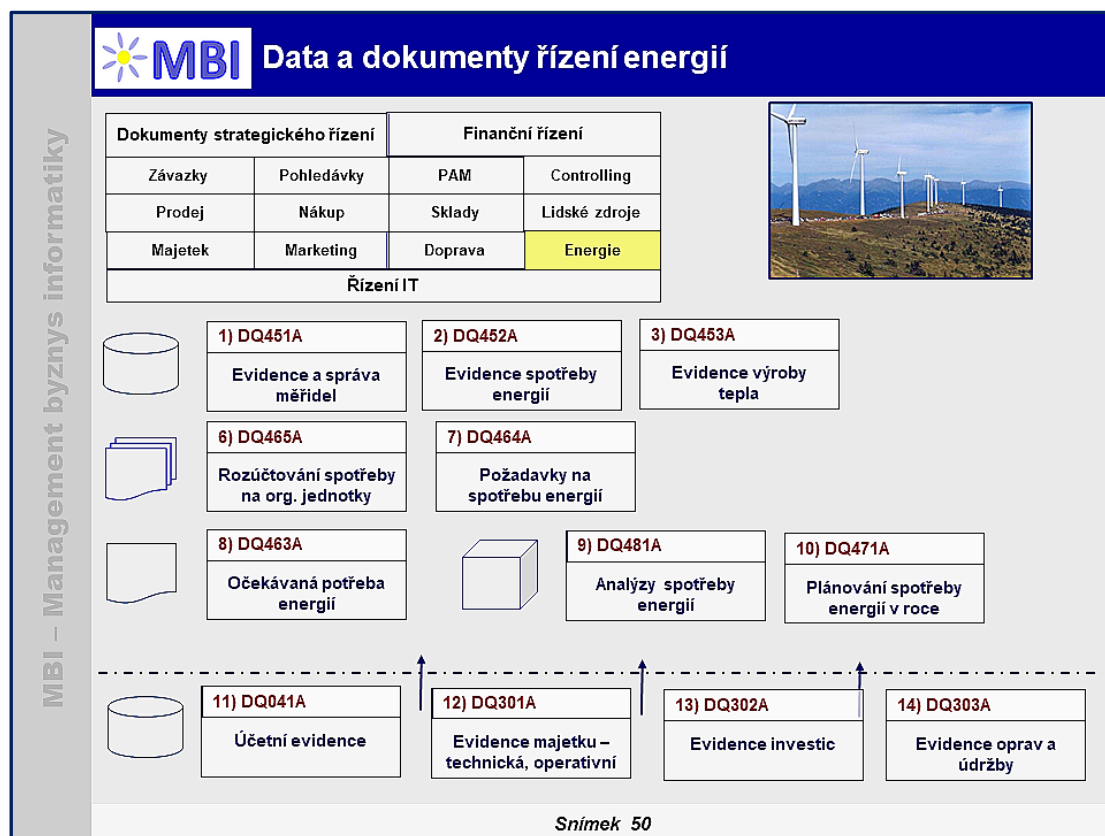 MBI
Data a dokumenty řízení energií
MBI – Management byznys informatiky
Dokumenty strategického řízení
Finanční řízení
Závazky
Pohledávky
PAM
Controlling
Prodej
Nákup
Sklady
Lidské zdroje
Majetek
Marketing
Doprava
Energie
Řízení IT
1) DQ451A
Evidence a správa
měřidel
2) DQ452A
Evidence spotřeby
energií
3) DQ453A
Evidence výroby
tepla
6) DQ465A
Rozúčtování spotřeby
na org. jednotky
7) DQ464A
Požadavky na
spotřebu energií
8) DQ463A
Očekávaná potřeba
energií
9) DQ481A
Analýzy spotřeby
energií
10) DQ471A
Plánování spotřeby
energií v roce
11) DQ041A
Účetní evidence
12) DQ301A
Evidence majetku –
technická, operativní
13) DQ302A
Evidence investic
14) DQ303A
Evidence oprav a
údržby
Snímek 50